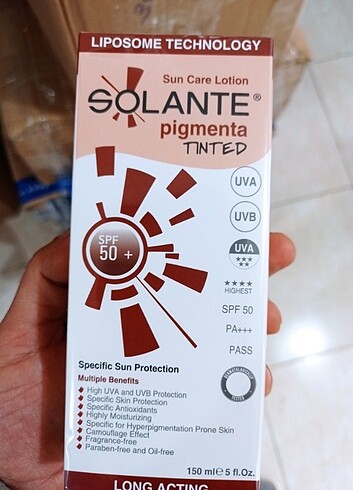 LIPOSOME TECHNOLOGY
Sun Care Lotion
SOLANTE®
pigmenta
TINTED
UVA
UVB
UVA
HIGHEST
SPF 50
PA+++
PASS
SPF
50 +
Specific Sun Protection
Multiple Benefits
High UVA and UVB Protection
Specific Skin Protection
Specific Antioxidants
Highly Moisturizing
Specific for Hyperpigmention Prone Skin
Camouflage Effect
Fragrance-free
Paraben-free and Oil-free
150 ml ℮ 5 fl.Oz.
LONG ACTING